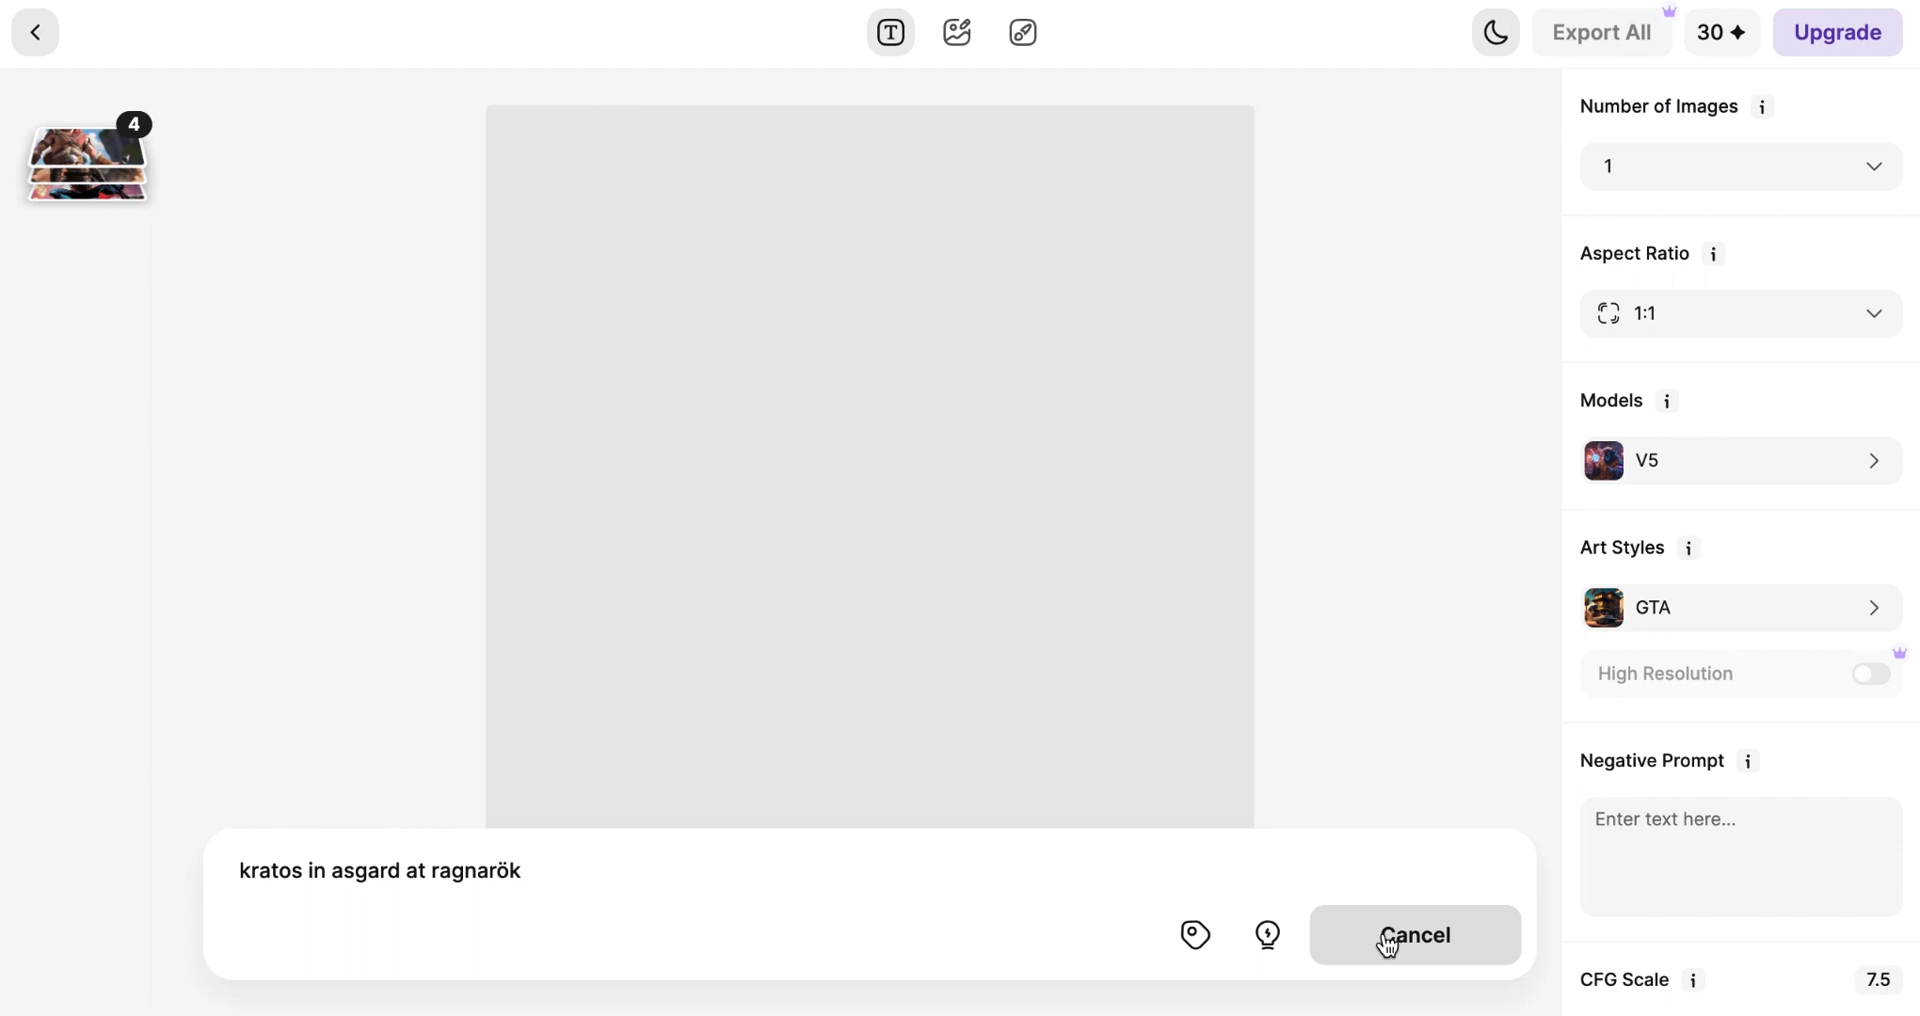 T
Export All
30
Upgrade
4
Number of Images i
1
Aspect Ratio i
1:1
Models i
V5
Art Styles i
GTA
High Resolution
Negative Prompt i
Enter text here...
kratos in asgard at ragnarök
Cancel
CFG Scale i
7.5